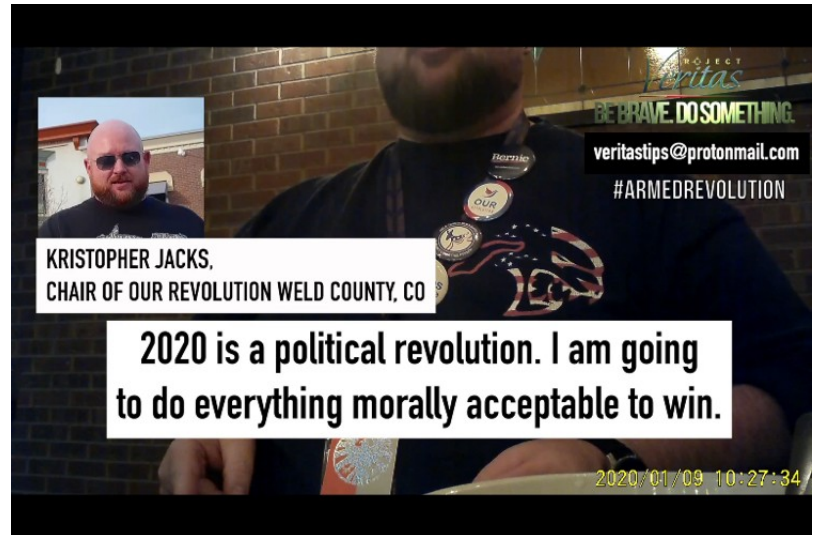 PROJECT
Veritas
BE BRAVE. DO SOMETHING.
veritastips@protonmail.com
#ARMEDREVOLUTION
Bernie
OUR
KRISTOPHER JACKS,
CHAIR OF OUR REVOLUTION WELD COUNTY, CO
2020 is a political revolution. I am going
to do everything morally acceptable to win.
2020/01/09 10:27:34